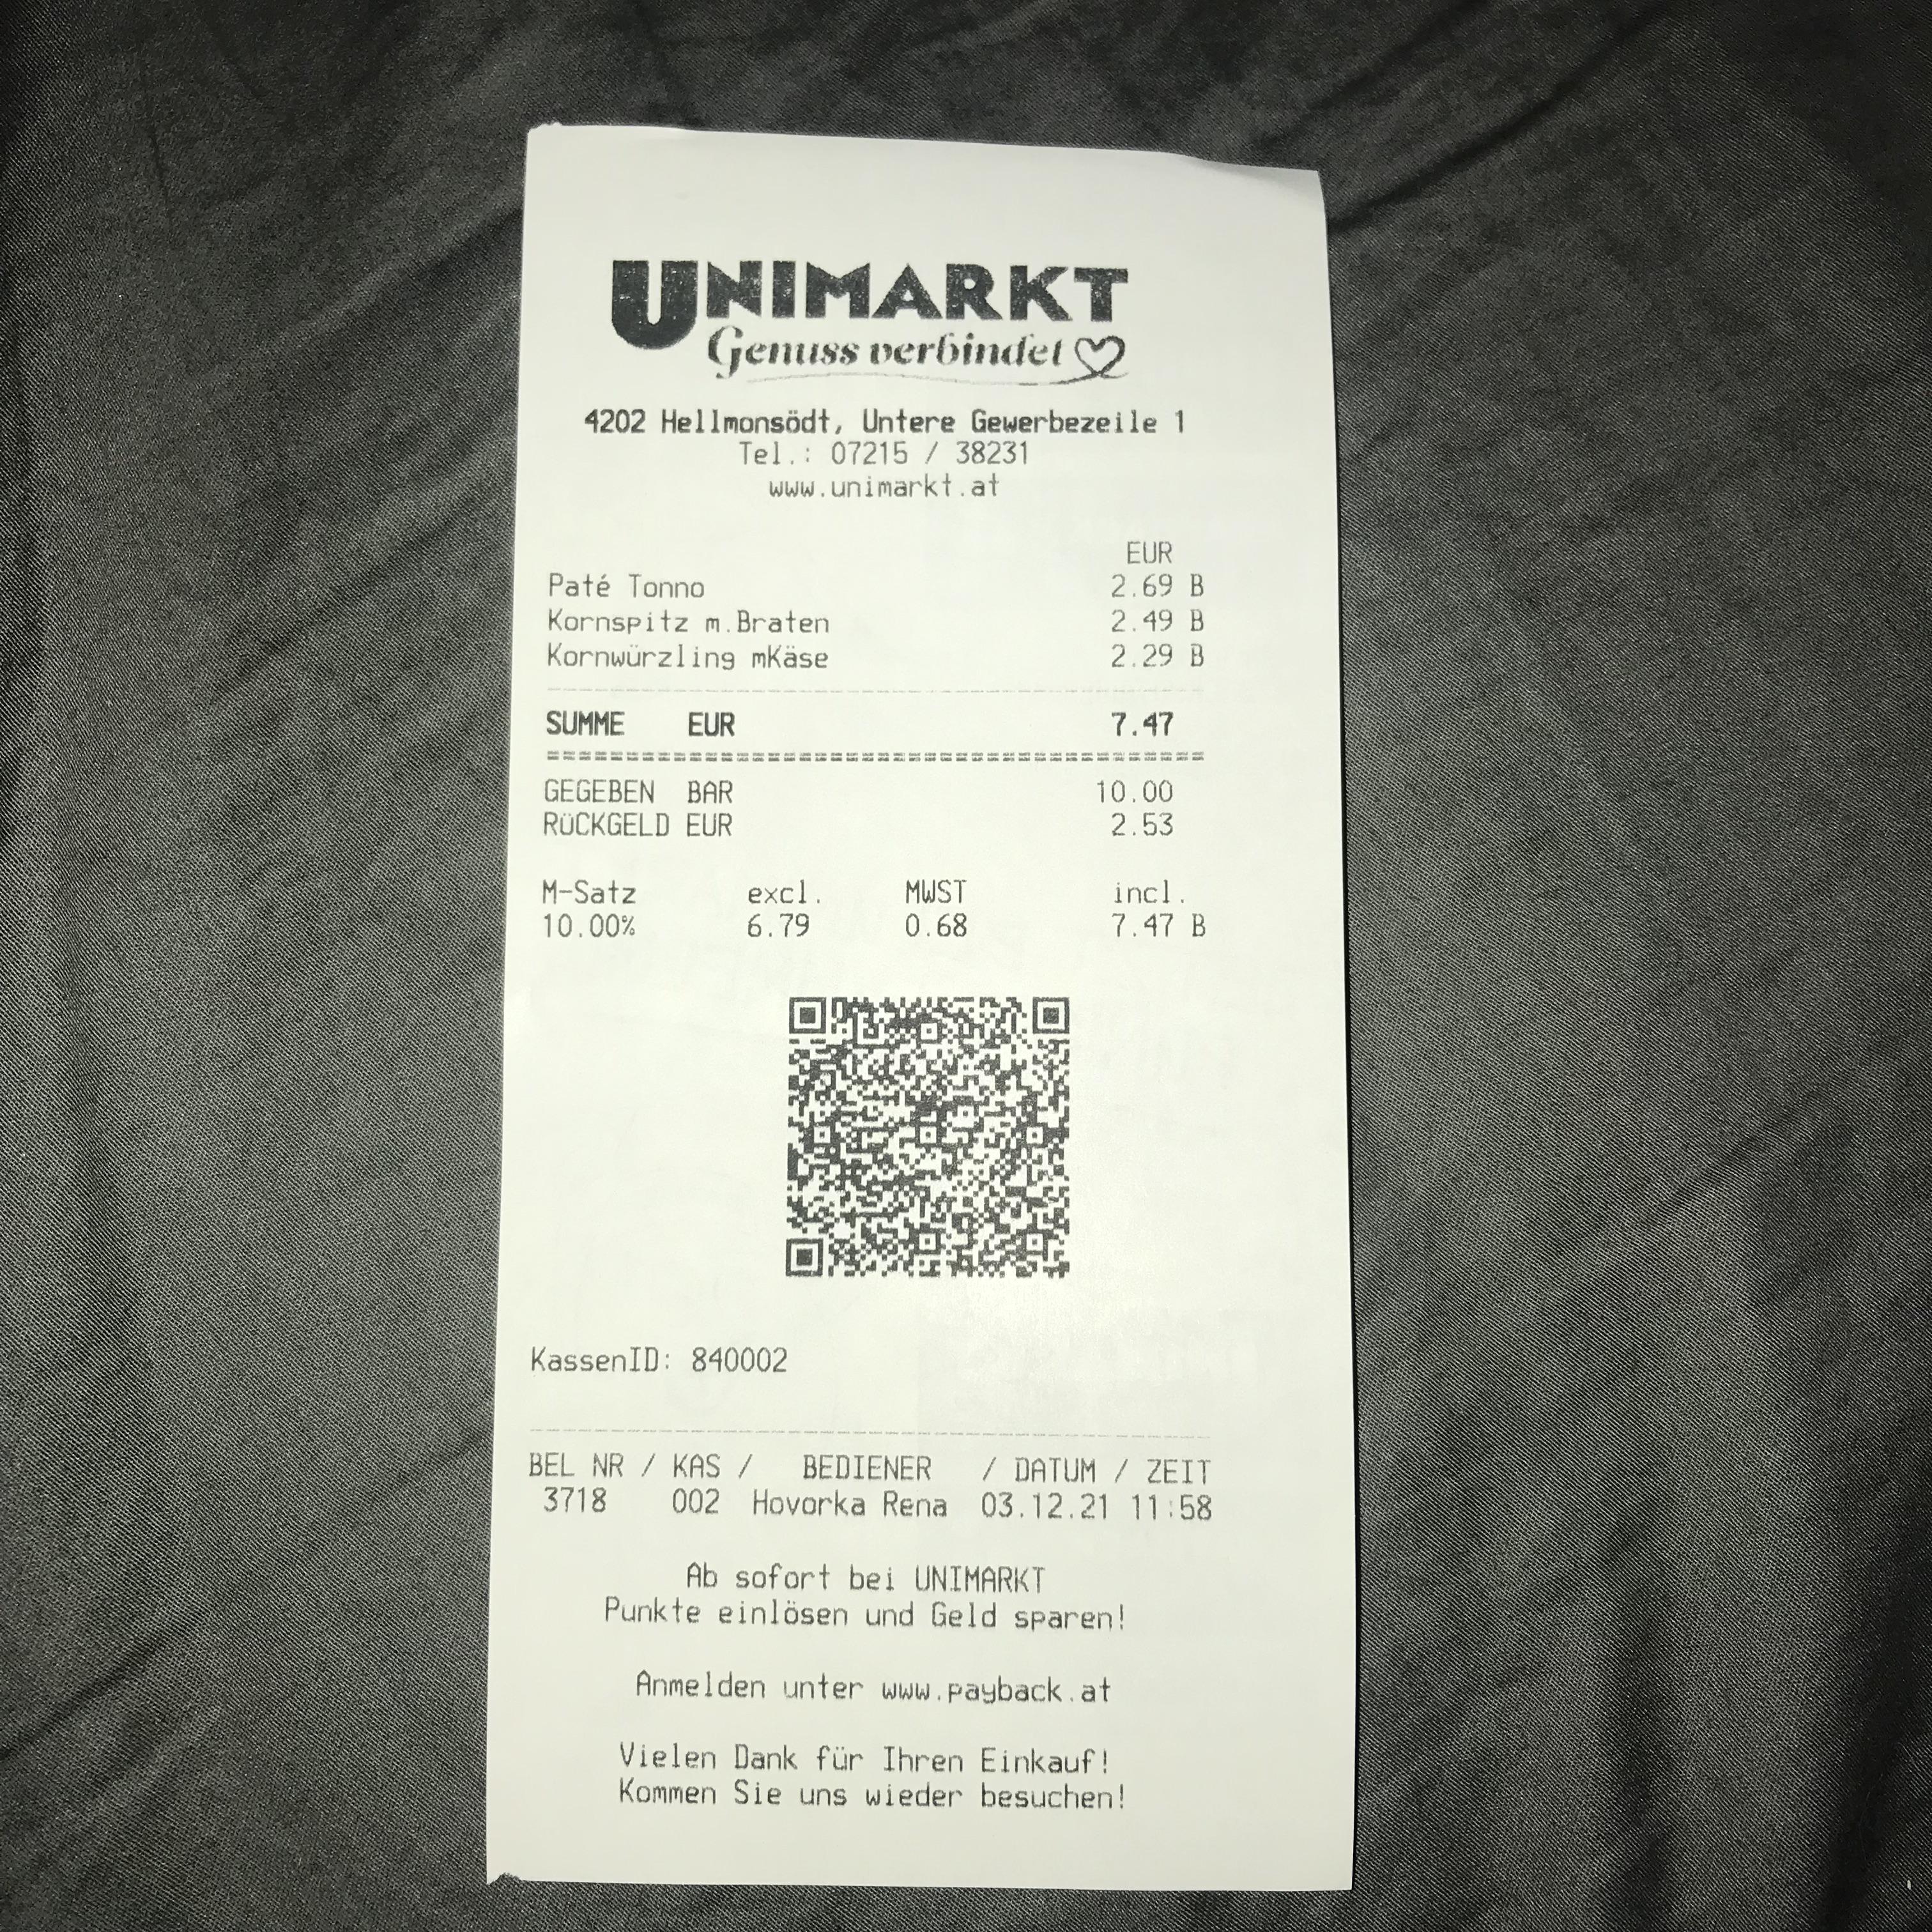 UNIMARKT
Genuss verbindet
4202 Hellmonsödt, Untere Gewerbezeile 1
Tel.: 07215 / 38231
www.unimarkt.at
EUR
Paté Tonno 2.69 B
Kornspitz m.Braten 2.49 B
Kornwürzling mKäse 2.29 B
SUMME EUR 7.47
GEGEBEN BAR 10.00
RÜCKGELD EUR 2.53
M-Satz excl. MWST incl.
10.00% 6.79 0.68 7.47 B
KassenID: 840002
BEL NR / KAS / BEDIENER / DATUM / ZEIT
3718 002 Hovorka Rena 03.12.21 11:58
Ab sofort bei UNIMARKT
Punkte einlösen und Geld sparen!
Anmelden unter www.payback.at
Vielen Dank für Ihren Einkauf!
Kommen Sie uns wieder besuchen!